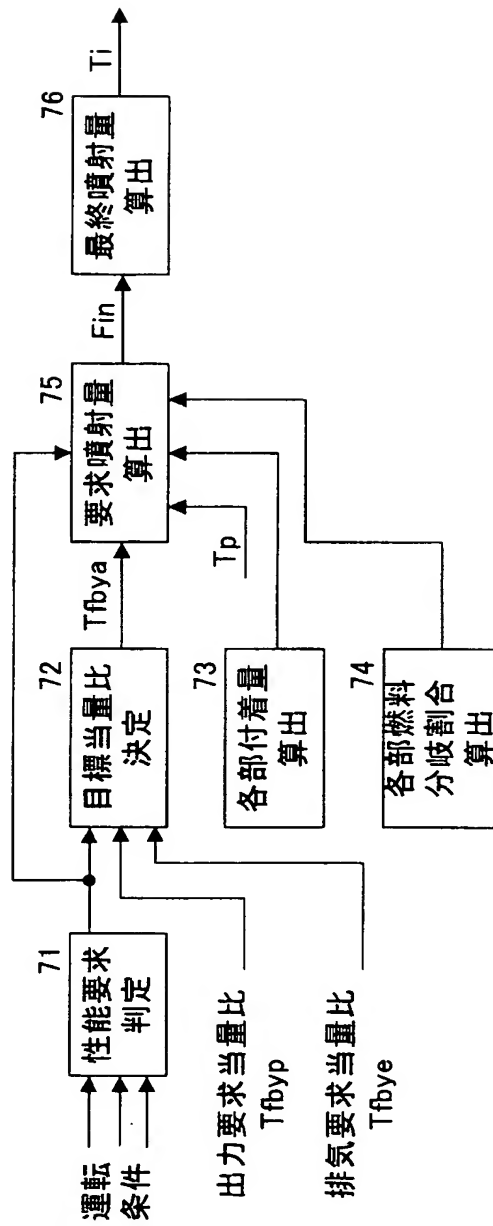 運転
条件
71
性能要求
判定
出力要求当量比
Tfbyp
排気要求当量比
Tfbye
72
目標当量比
決定
Tfbya
73
各部付着量
算出
74
各部燃料
分岐割合
算出
Tp
75
要求噴射量
算出
Fin
76
最終噴射量
算出
Ti